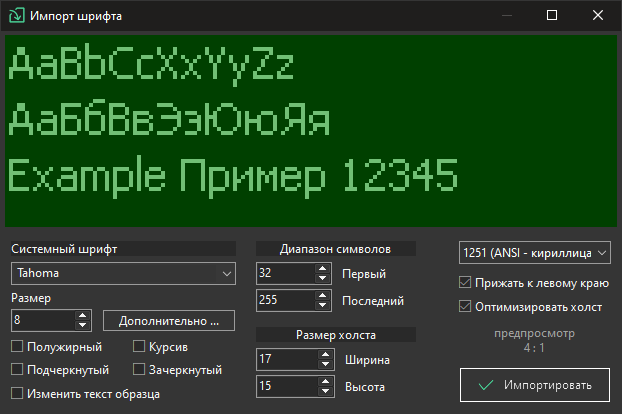 AaBbCcXxYyZz
АаБбВвЭэЮюЯя
Example Пример 12345
Импорт шрифта
Системный шрифт
Tahoma
Размер
8
Дополнительно ...
Полужирный
Курсив
Подчеркнутый
Зачеркнутый
Изменить текст образца
Диапазон символов
32
Первый
255
Последний
Размер холста
17
Ширина
15
Высота
1251 (ANSI - кириллица
Прижать к левому краю
Оптимизировать холст
предпросмотр
4 : 1
Импортировать